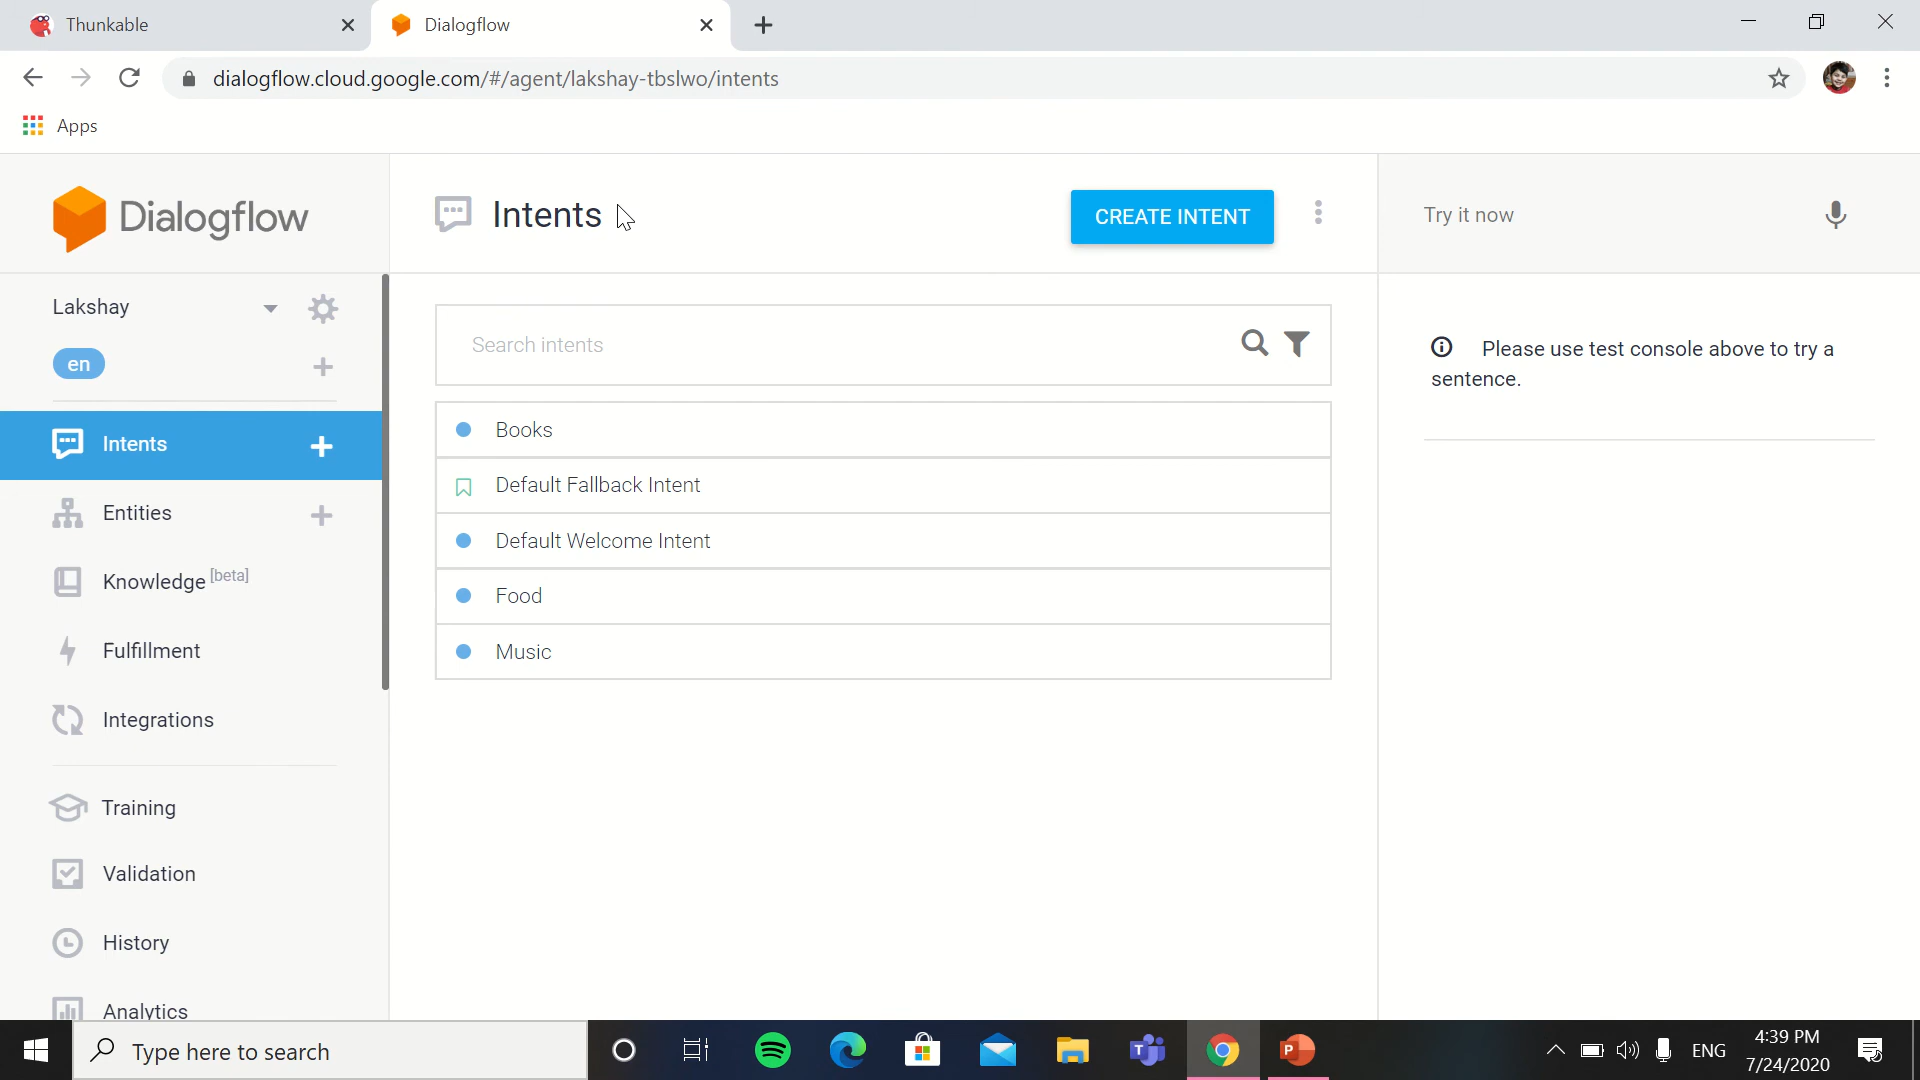 Thunkable
Dialogflow
dialogflow.cloud.google.com/#/agent/lakshay-tbslwo/intents
Apps
Dialogflow
Intents
CREATE INTENT
Try it now
Lakshay
en
Search intents
Please use test console above to try a
sentence.
Intents
Entities
Knowledge [beta]
Fulfillment
Integrations
Training
Validation
History
Analytics
Books
Default Fallback Intent
Default Welcome Intent
Food
Music
Type here to search
ENG
4:39 PM
7/24/2020